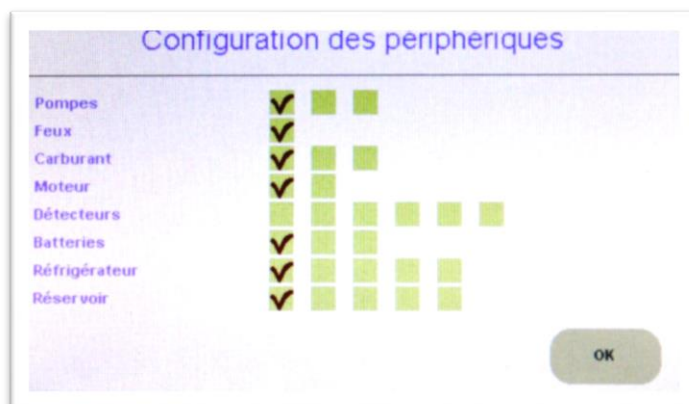 Configuration des périphériques
Pompes
Feux
Carburant
Moteur
Détecteurs
Batteries
Réfrigérateur
Réservoir
OK